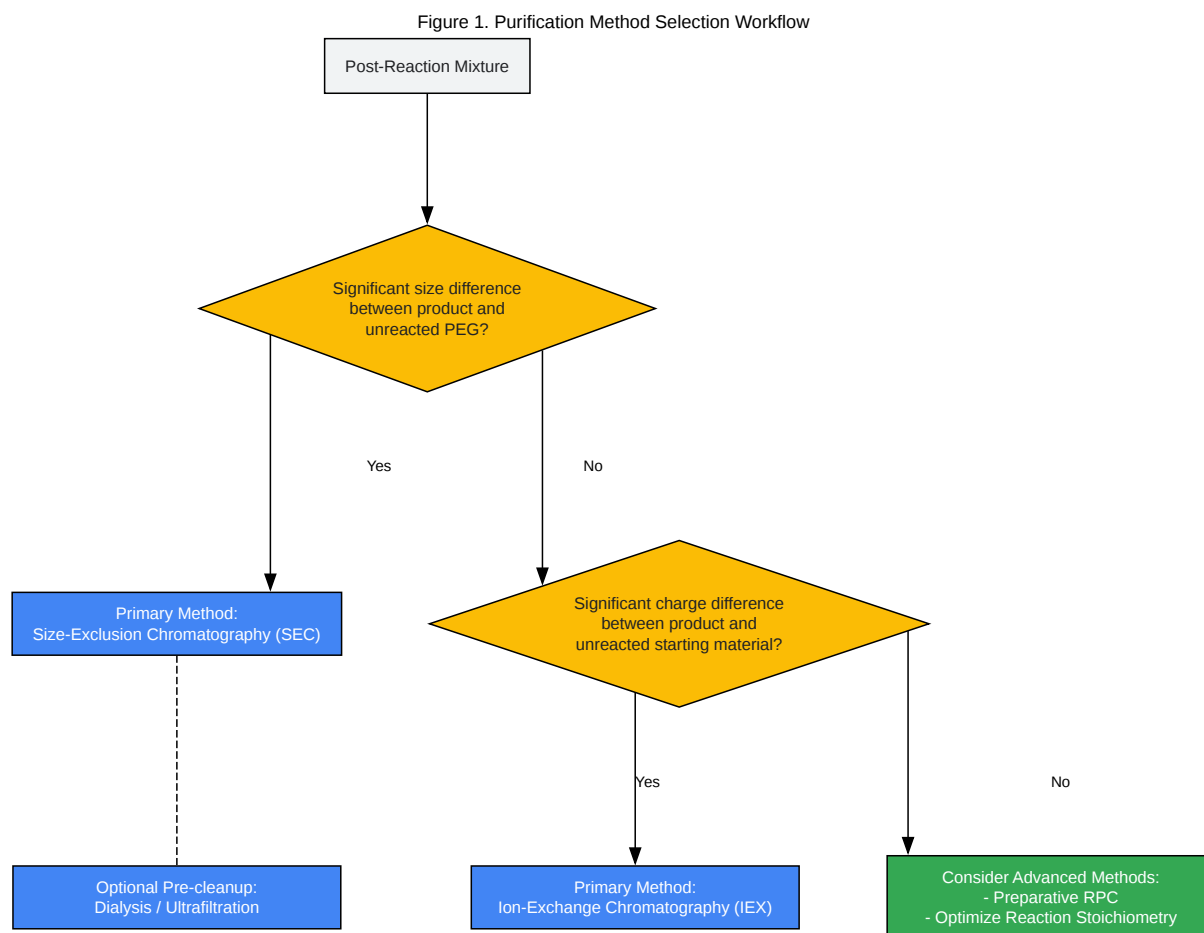 Figure 1. Purification Method Selection Workflow
Post-Reaction Mixture
Significant size difference
between product and
unreacted PEG?
Yes
No
Primary Method:
Size-Exclusion Chromatography (SEC)
Significant charge difference
between product and
unreacted starting material?
Yes
No
Optional Pre-cleanup:
Dialysis / Ultrafiltration
Primary Method:
Ion-Exchange Chromatography (IEX)
Consider Advanced Methods:
- Preparative RPC
- Optimize Reaction Stoichiometry